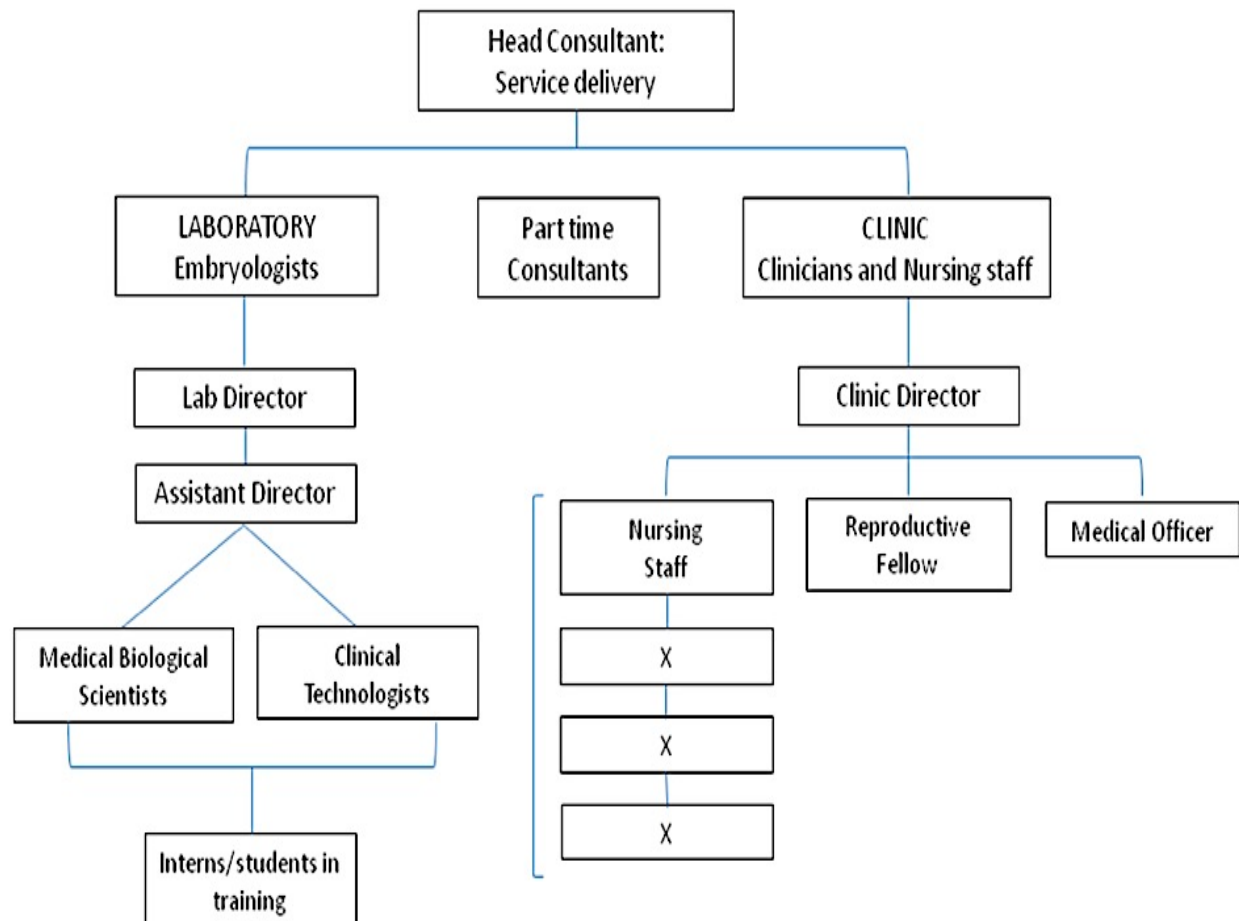 Head Consultant:
Service delivery
LABORATORY
Embryologists
Part time
Consultants
CLINIC
Clinicians and Nursing staff
Lab Director
Clinic Director
Assistant Director
Nursing
Staff
Reproductive
Fellow
Medical Officer
Medical Biological
Scientists
Clinical
Technologists
X
X
X
Interns/students in
training